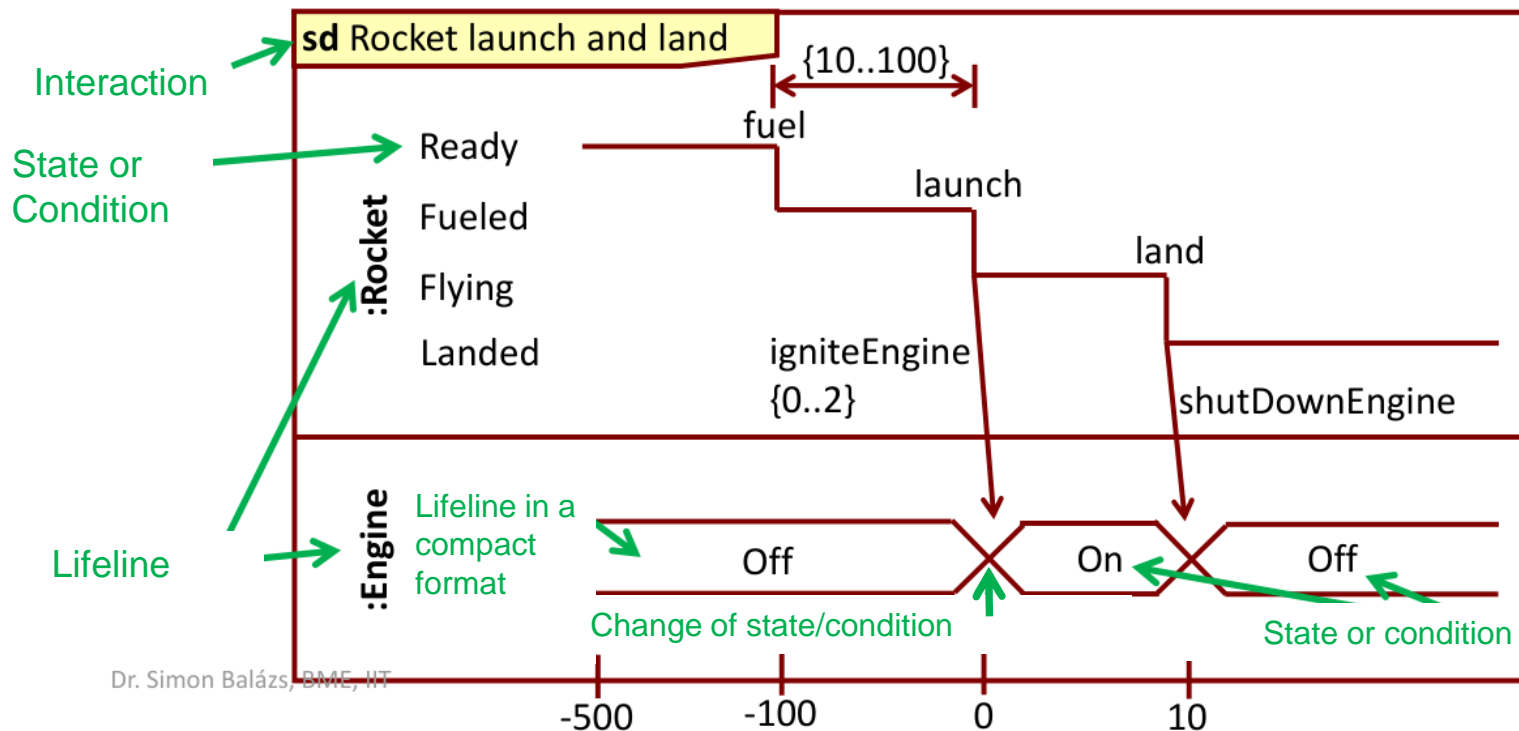 sd Rocket launch and land
{10..100}
Interaction
fuel
State or
Condition
Ready
launch
Fueled
land
:Rocket
Flying
Landed
igniteEngine
{0..2}
shutDownEngine
Lifeline
:Engine
Lifeline in a
compact
format
Off
On
Off
Change of state/condition
State or condition
Dr. Simon Balázs, BME, IIT
-500
-100
0
10